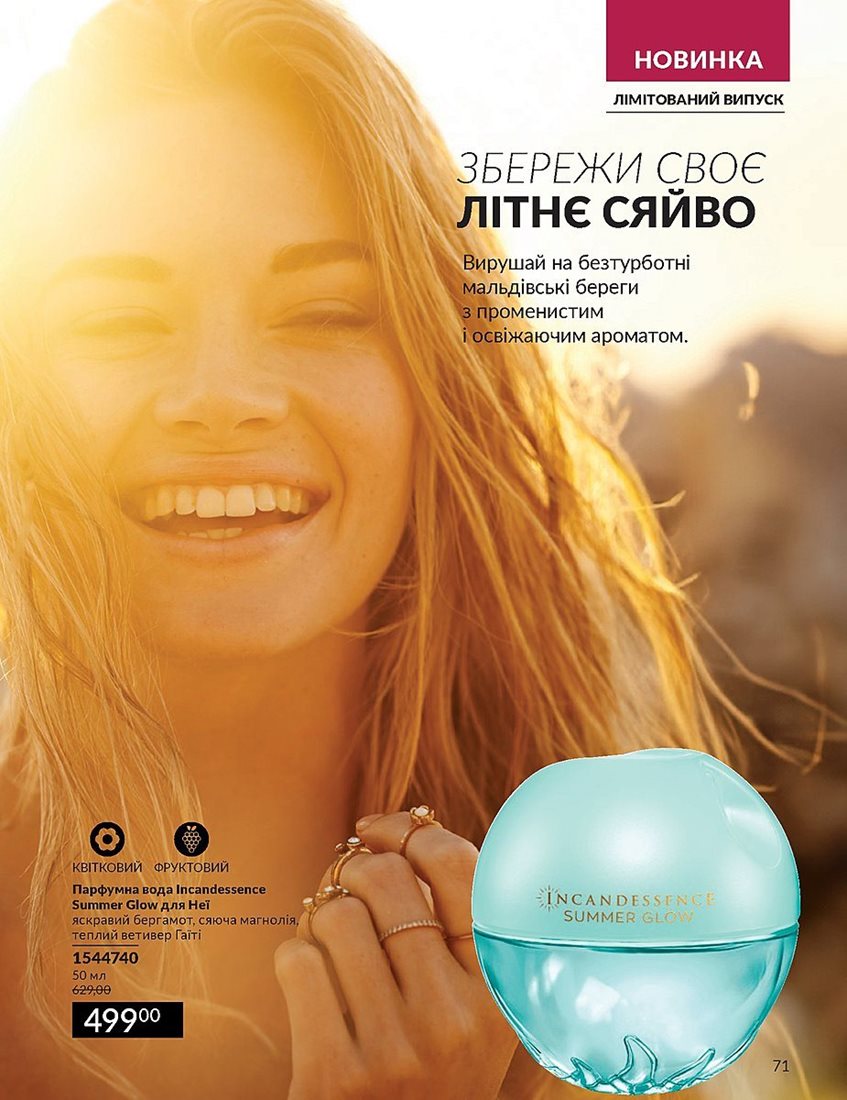 НОВИНКА
ЛІМІТОВАНИЙ ВИПУСК
ЗБЕРЕЖИ СВОЄ
ЛІТНЄ СЯЙВО
Вирушай на безтурботні
мальдівські береги
з променистим
і освіжаючим ароматом.
КВІТКОВИЙ ФРУКТОВИЙ
Парфумна вода Incandessence
Summer Glow для Неї
яскравий бергамот, сяюча магнолія,
теплий ветивер Гаїті
1544740
50 мл
629,00
49900
INCANDESSENCE
SUMMER GLOW
71